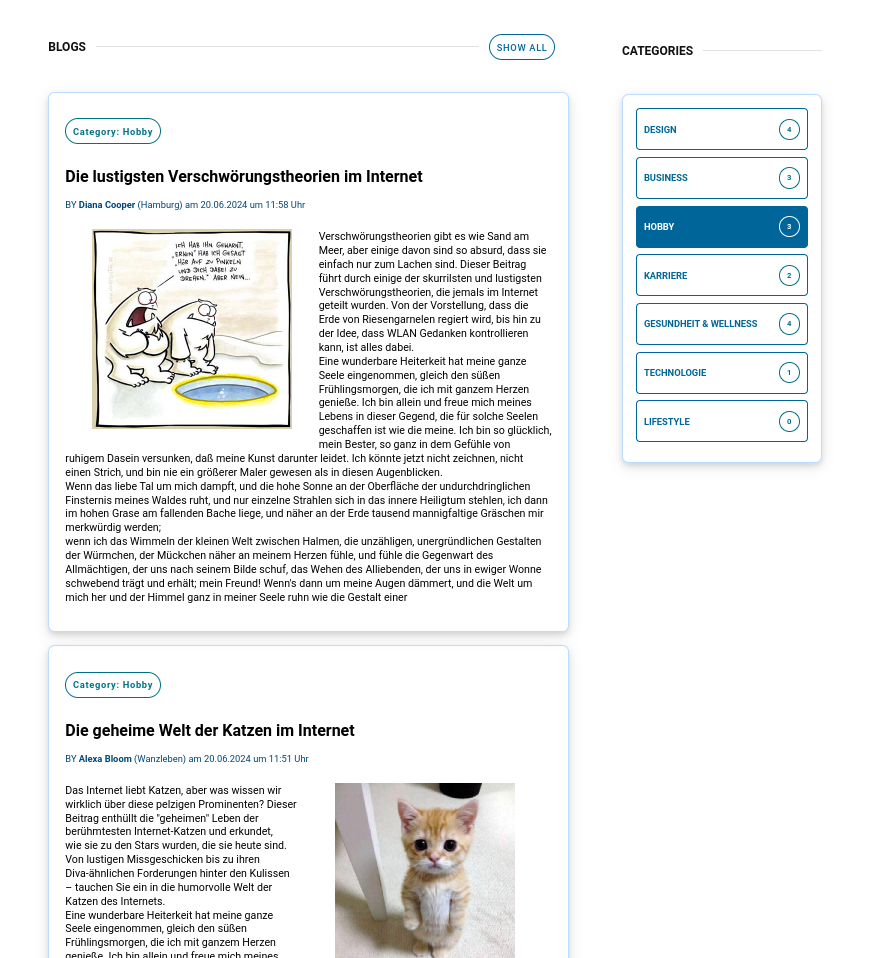 BLOGS
SHOW ALL
Category: Hobby
Die lustigsten Verschwörungstheorien im Internet
BY Diana Cooper (Hamburg) am 20.06.2024 um 11:58 Uhr
ICH HAB IHN GEWARNT.
"ERWIN" HAB ICH GESAGT
"HÖR AUF ZU PINKELN
UND DICH DABEI ZU
DREHEN." ABER NEIN...
Verschwörungstheorien gibt es wie Sand am
Meer, aber einige davon sind so absurd, dass sie
einfach nur zum Lachen sind. Dieser Beitrag
führt durch einige der skurrilsten und lustigsten
Verschwörungstheorien, die jemals im Internet
geteilt wurden. Von der Vorstellung, dass die
Erde von Riesengarnelen regiert wird, bis hin zu
der Idee, dass WLAN Gedanken kontrollieren
kann, ist alles dabei.
Eine wunderbare Heiterkeit hat meine ganze
Seele eingenommen, gleich den süßen
Frühlingsmorgen, die ich mit ganzem Herzen
genieße. Ich bin allein und freue mich meines
Lebens in dieser Gegend, die für solche Seelen
geschaffen ist wie die meine. Ich bin so glücklich,
mein Bester, so ganz in dem Gefühle von
ruhigem Dasein versunken, daß meine Kunst darunter leidet. Ich könnte jetzt nicht zeichnen, nicht
einen Strich, und bin nie ein größerer Maler gewesen als in diesen Augenblicken.
Wenn das liebe Tal um mich dampft, und die hohe Sonne an der Oberfläche der undurchdringlichen
Finsternis meines Waldes ruht, und nur einzelne Strahlen sich in das innere Heiligtum stehlen, ich dann
im hohen Grase am fallenden Bache liege, und näher an der Erde tausend mannigfaltige Gräschen mir
merkwürdig werden;
wenn ich das Wimmeln der kleinen Welt zwischen Halmen, die unzähligen, unergründlichen Gestalten
der Würmchen, der Mückchen näher an meinem Herzen fühle, und fühle die Gegenwart des
Allmächtigen, der uns nach seinem Bilde schuf, das Wehen des Alliebenden, der uns in ewiger Wonne
schwebend trägt und erhält; mein Freund! Wenn's dann um meine Augen dämmert, und die Welt um
mich her und der Himmel ganz in meiner Seele ruhn wie die Gestalt einer
Category: Hobby
Die geheime Welt der Katzen im Internet
BY Alexa Bloom (Wanzleben) am 20.06.2024 um 11:51 Uhr
Das Internet liebt Katzen, aber was wissen wir
wirklich über diese pelzigen Prominenten? Dieser
Beitrag enthüllt die "geheimen" Leben der
berühmtesten Internet-Katzen und erkundet,
wie sie zu den Stars wurden, die sie heute sind.
Von lustigen Missgeschicken bis zu ihren
Diva-ähnlichen Forderungen hinter den Kulissen
– tauchen Sie ein in die humorvolle Welt der
Katzen des Internets.
Eine wunderbare Heiterkeit hat meine ganze
Seele eingenommen, gleich den süßen
Frühlingsmorgen, die ich mit ganzem Herzen
genieße. Ich bin allein und freue mich meines
CATEGORIES
DESIGN 4
BUSINESS 3
HOBBY 3
KARRIERE 2
GESUNDHEIT & WELLNESS 4
TECHNOLOGIE 1
LIFESTYLE 0